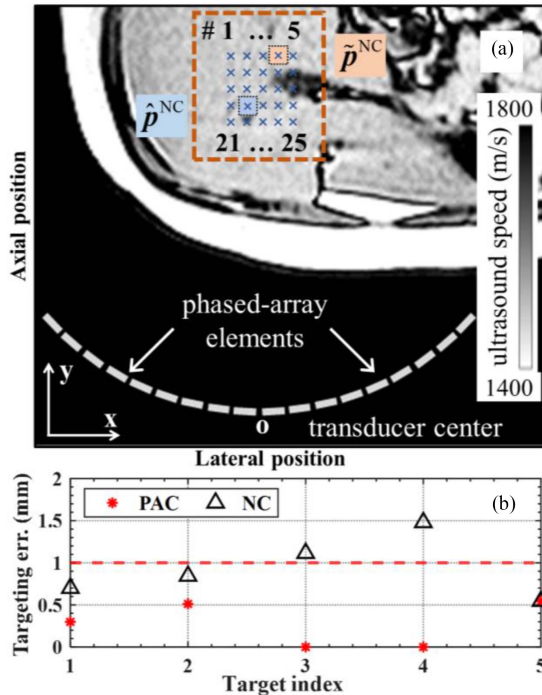 # 1 ... 5
p̃ᴺꟲ
(a)
p̂ᴺꟲ
21 ... 25
1800
ultrasound speed (m/s)
1400
Axial position
phased-array
elements
y
x
o
transducer center
Lateral position
(b)
PAC
NC
Targeting err. (mm)
2
1.5
1
0.5
0
1 2 3 4 5
Target index